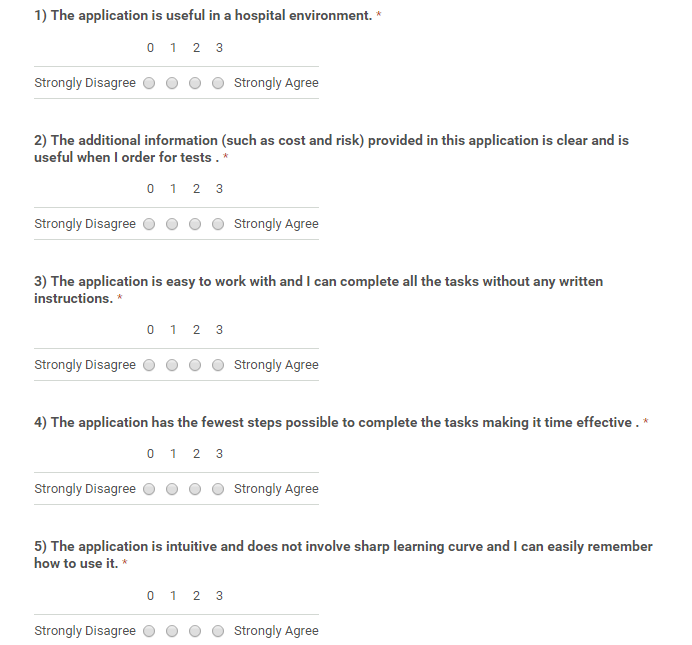 1) The application is useful in a hospital environment. *
0 1 2 3
Strongly Disagree Strongly Agree
2) The additional information (such as cost and risk) provided in this application is clear and is
useful when I order for tests . *
0 1 2 3
Strongly Disagree Strongly Agree
3) The application is easy to work with and I can complete all the tasks without any written
instructions. *
0 1 2 3
Strongly Disagree Strongly Agree
4) The application has the fewest steps possible to complete the tasks making it time effective . *
0 1 2 3
Strongly Disagree Strongly Agree
5) The application is intuitive and does not involve sharp learning curve and I can easily remember
how to use it. *
0 1 2 3
Strongly Disagree Strongly Agree